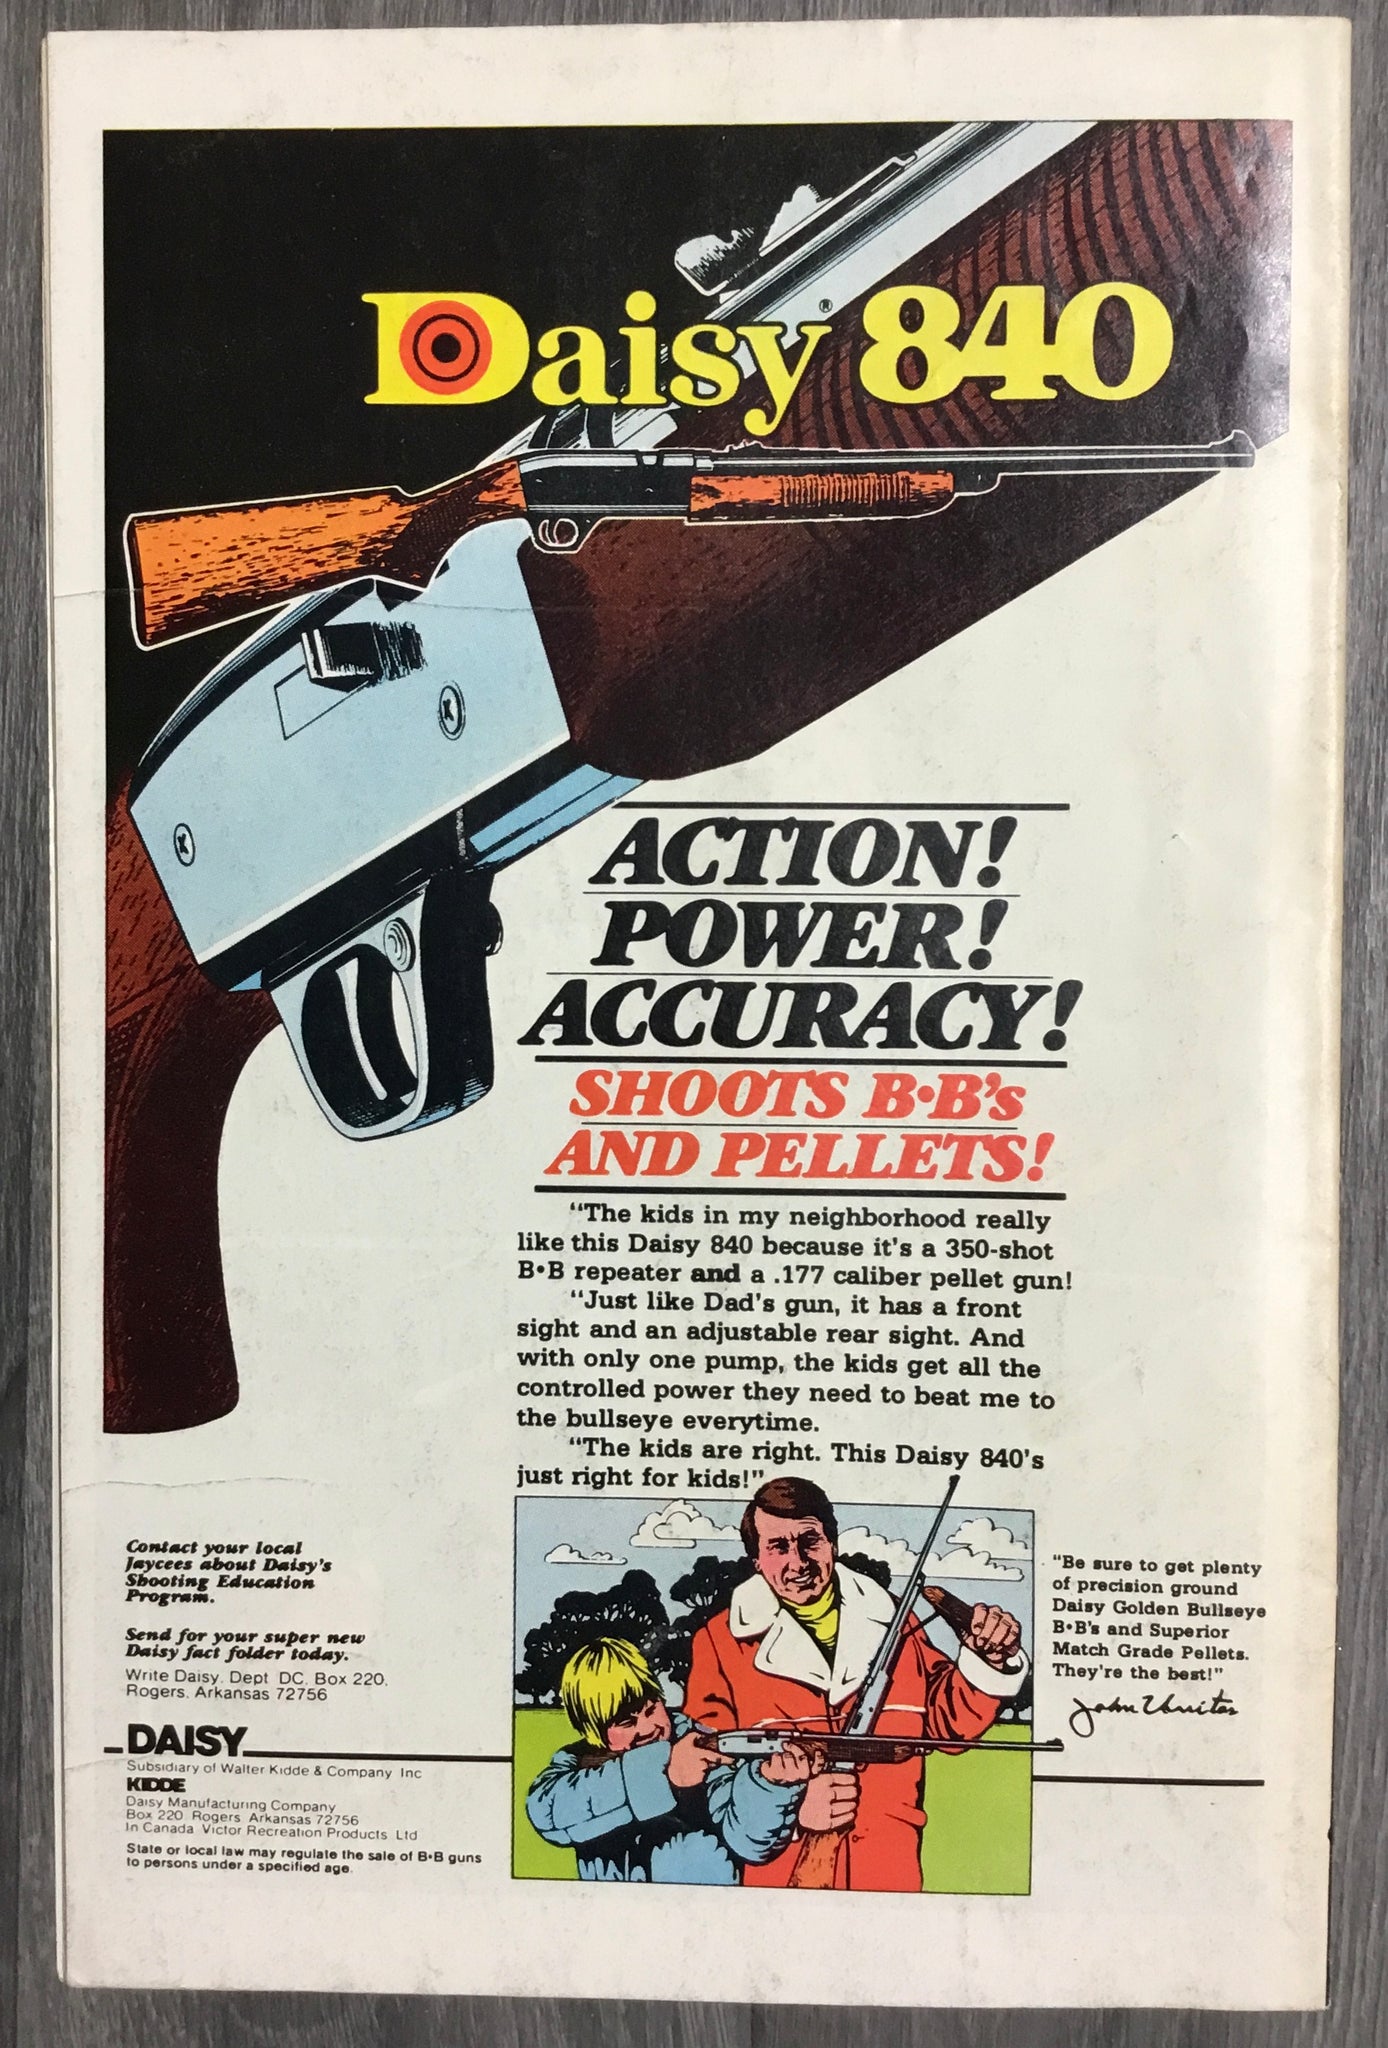 Daisy® 840
ACTION!
POWER!
ACCURACY!
SHOOTS B•B's
AND PELLETS!
"The kids in my neighborhood really
like this Daisy 840 because it's a 350-shot
B•B repeater and a .177 caliber pellet gun!
"Just like Dad's gun, it has a front
sight and an adjustable rear sight. And
with only one pump, the kids get all the
controlled power they need to beat me to
the bullseye everytime.
"The kids are right. This Daisy 840's
just right for kids!"
"Be sure to get plenty
of precision ground
Daisy Golden Bullseye
B•B's and Superior
Match Grade Pellets.
They're the best!"
John Unitas
Contact your local
Jaycees about Daisy's
Shooting Education
Program.
Send for your super new
Daisy fact folder today.
Write Daisy, Dept DC, Box 220,
Rogers, Arkansas 72756
DAISY
Subsidiary of Walter Kidde & Company Inc
KIDDE
Daisy Manufacturing Company
Box 220 Rogers Arkansas 72756
In Canada Victor Recreation Products Ltd
State or local law may regulate the sale of B•B guns
to persons under a specified age.